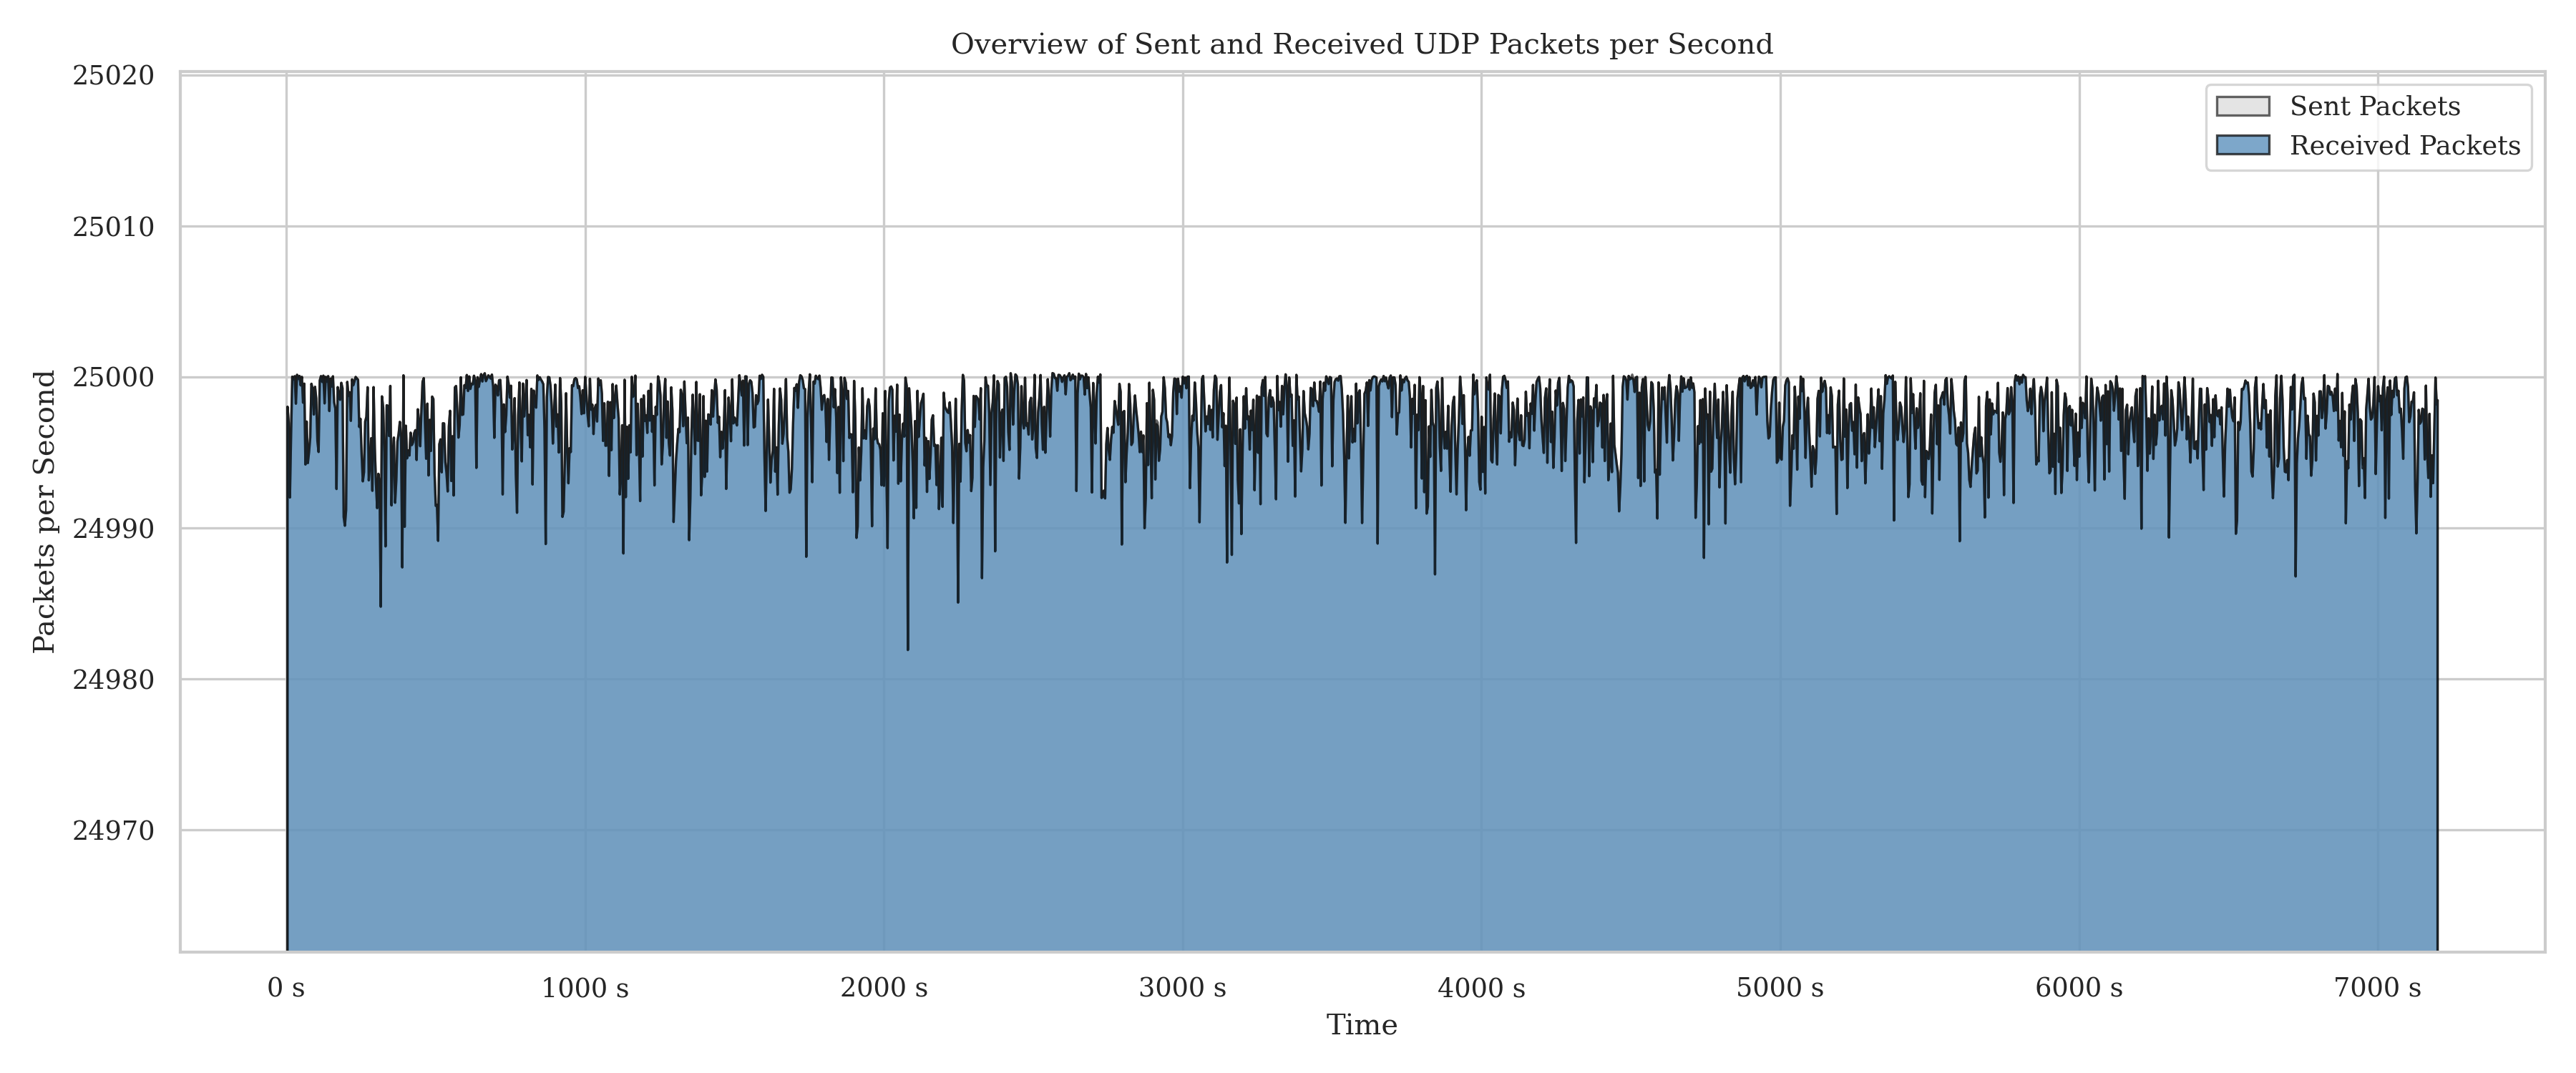 Overview of Sent and Received UDP Packets per Second
25020
25010
25000
24990
24980
24970
Packets per Second
Sent Packets
Received Packets
0 s
1000 s
2000 s
3000 s
4000 s
5000 s
6000 s
7000 s
Time